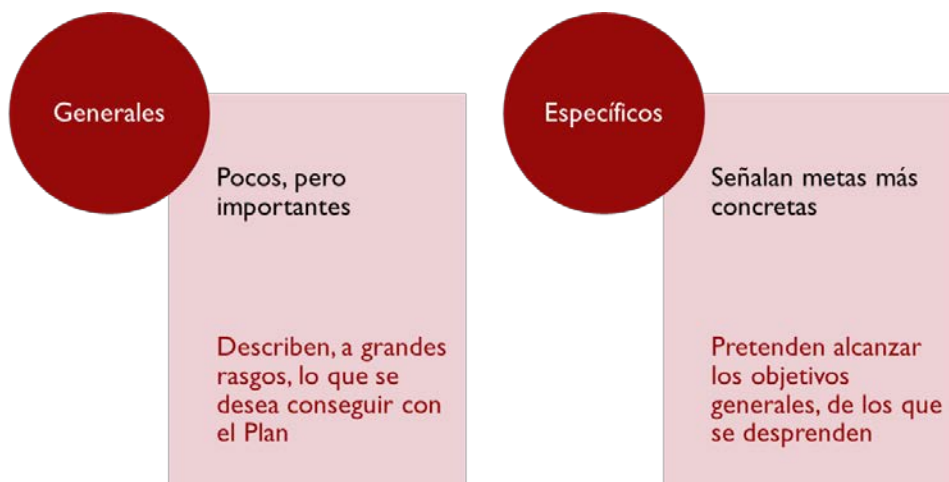 Generales
Pocos, pero
importantes
Describen, a grandes
rasgos, lo que se
desea conseguir con
el Plan
Específicos
Señalan metas más
concretas
Pretenden alcanzar
los objetivos
generales, de los que
se desprenden